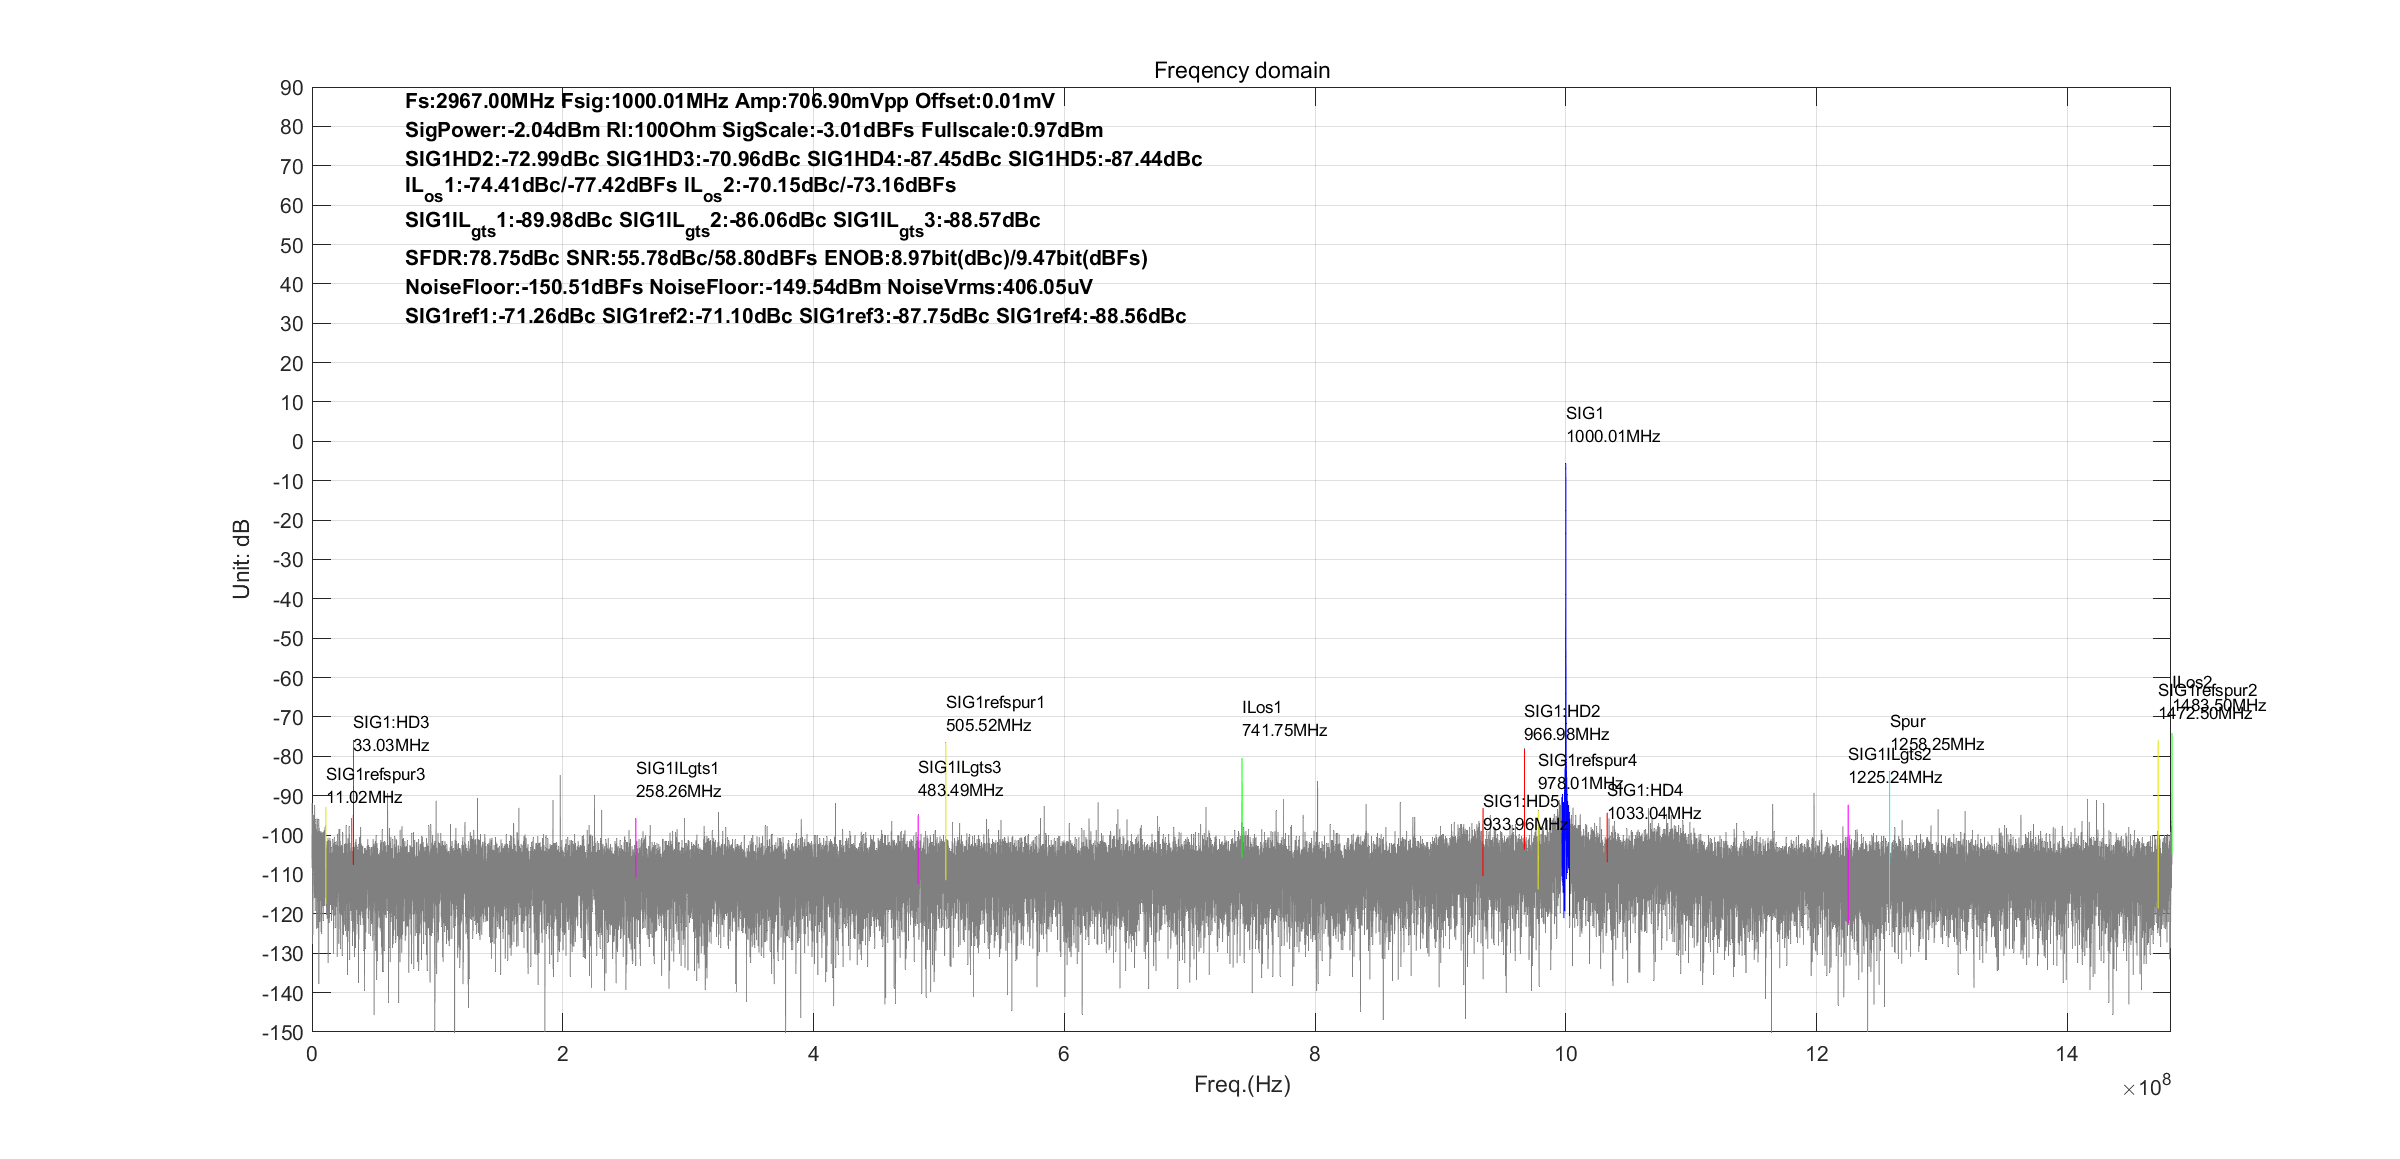 Freqency domain
Fs:2967.00MHz Fsig:1000.01MHz Amp:706.90mVpp Offset:0.01mV
SigPower:-2.04dBm Rl:100Ohm SigScale:-3.01dBFs Fullscale:0.97dBm
SIG1HD2:-72.99dBc SIG1HD3:-70.96dBc SIG1HD4:-87.45dBc SIG1HD5:-87.44dBc
ILos1:-74.41dBc/-77.42dBFs ILos2:-70.15dBc/-73.16dBFs
SIG1ILgts1:-89.98dBc SIG1ILgts2:-86.06dBc SIG1ILgts3:-88.57dBc
SFDR:78.75dBc SNR:55.78dBc/58.80dBFs ENOB:8.97bit(dBc)/9.47bit(dBFs)
NoiseFloor:-150.51dBFs NoiseFloor:-149.54dBm NoiseVrms:406.05uV
SIG1ref1:-71.26dBc SIG1ref2:-71.10dBc SIG1ref3:-87.75dBc SIG1ref4:-88.56dBc
90
80
70
60
50
40
30
20
10
0
-10
-20
-30
-40
-50
-60
-70
-80
-90
-100
-110
-120
-130
-140
-150
Unit: dB
SIG1
1000.01MHz
SIG1:HD3
33.03MHz
SIG1refspur3
11.02MHz
SIG1ILgts1
258.26MHz
SIG1ILgts3
483.49MHz
SIG1refspur1
505.52MHz
ILos1
741.75MHz
SIG1:HD2
966.98MHz
SIG1refspur4
978.01MHz
SIG1:HD5
933.96MHz
SIG1:HD4
1033.04MHz
Spur
1258.25MHz
SIG1ILgts2
1225.24MHz
ILos2
1483.50MHz
SIG1refspur2
1472.50MHz
0 2 4 6 8 10 12 14
×10^8
Freq.(Hz)